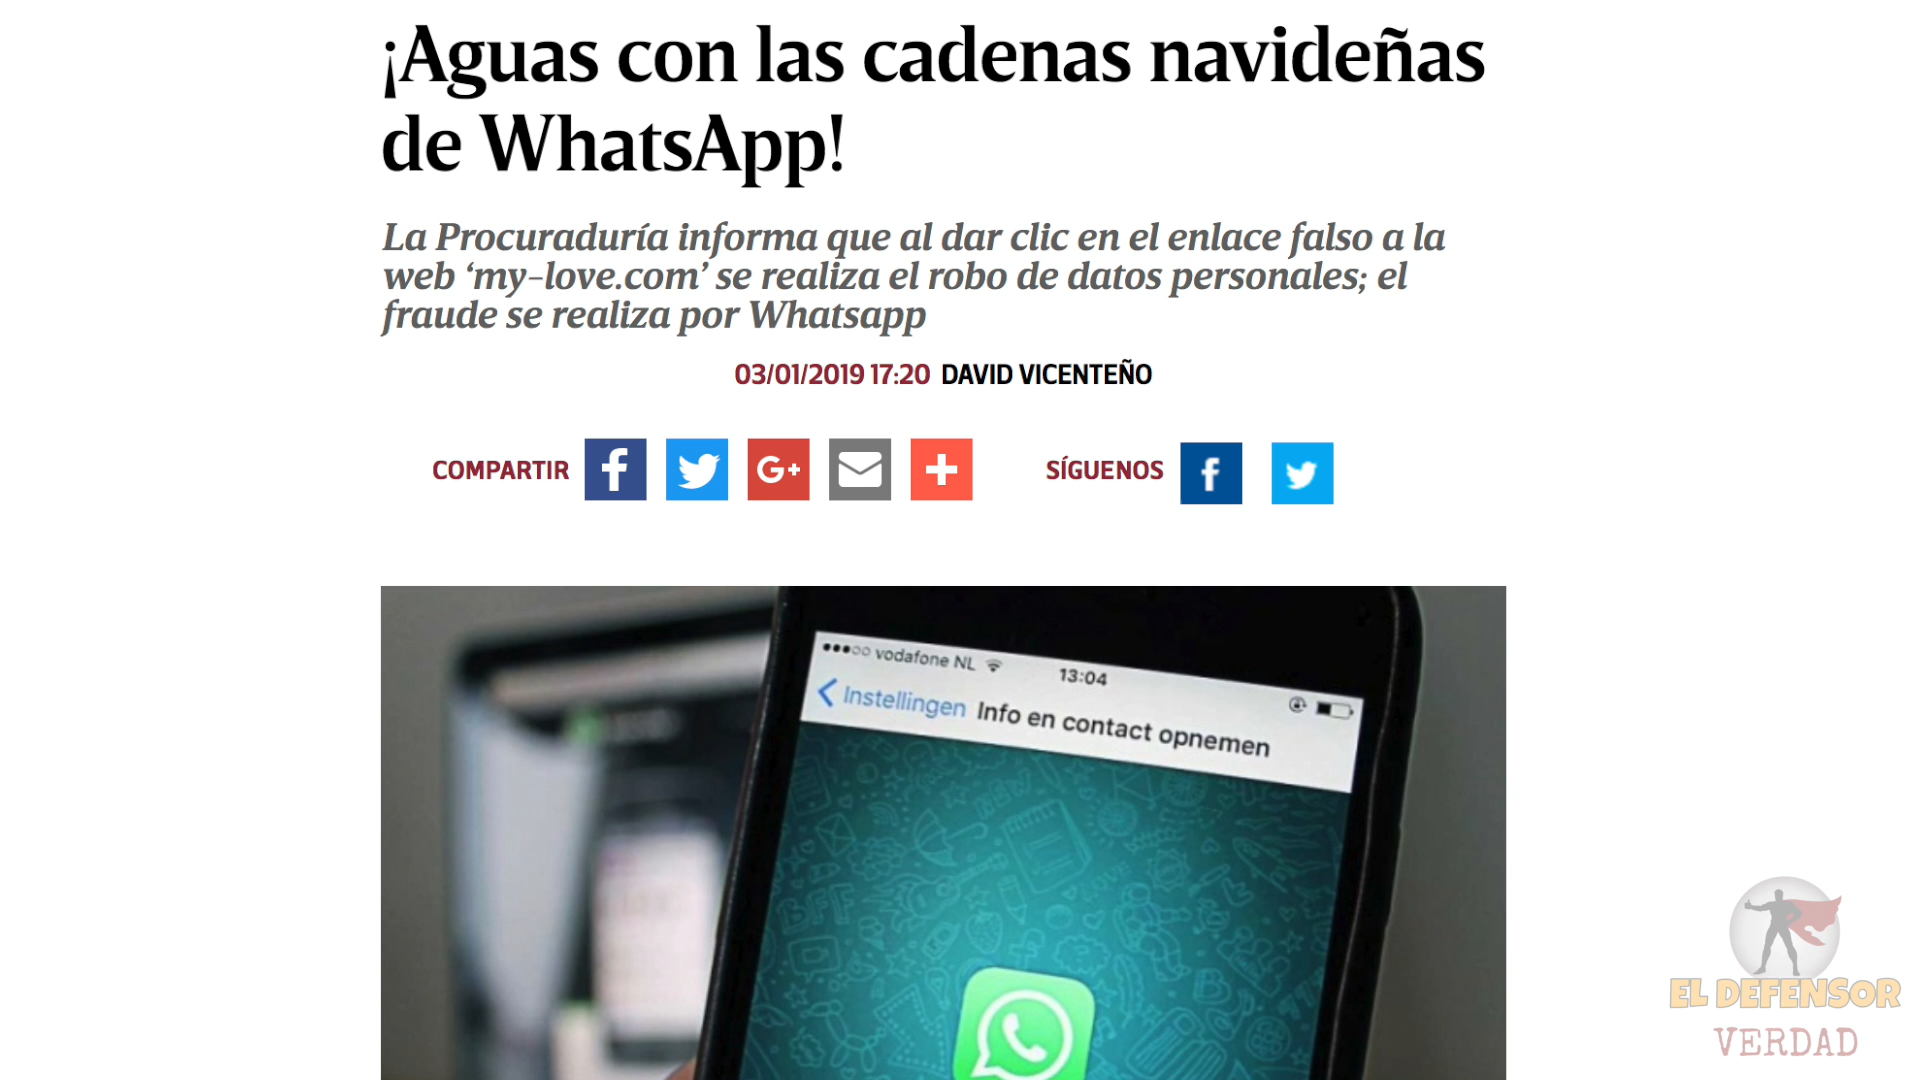 ¡Aguas con las cadenas navideñas
de WhatsApp!
La Procuraduría informa que al dar clic en el enlace falso a la
web ‘my-love.com’ se realiza el robo de datos personales; el
fraude se realiza por Whatsapp
03/01/2019 17:20 DAVID VICENTEÑO
COMPARTIR f G+ SÍGUENOS f
vodafone NL 13:04
Instellingen Info en contact opnemen
BFF
EL DEFENSOR
VERDAD